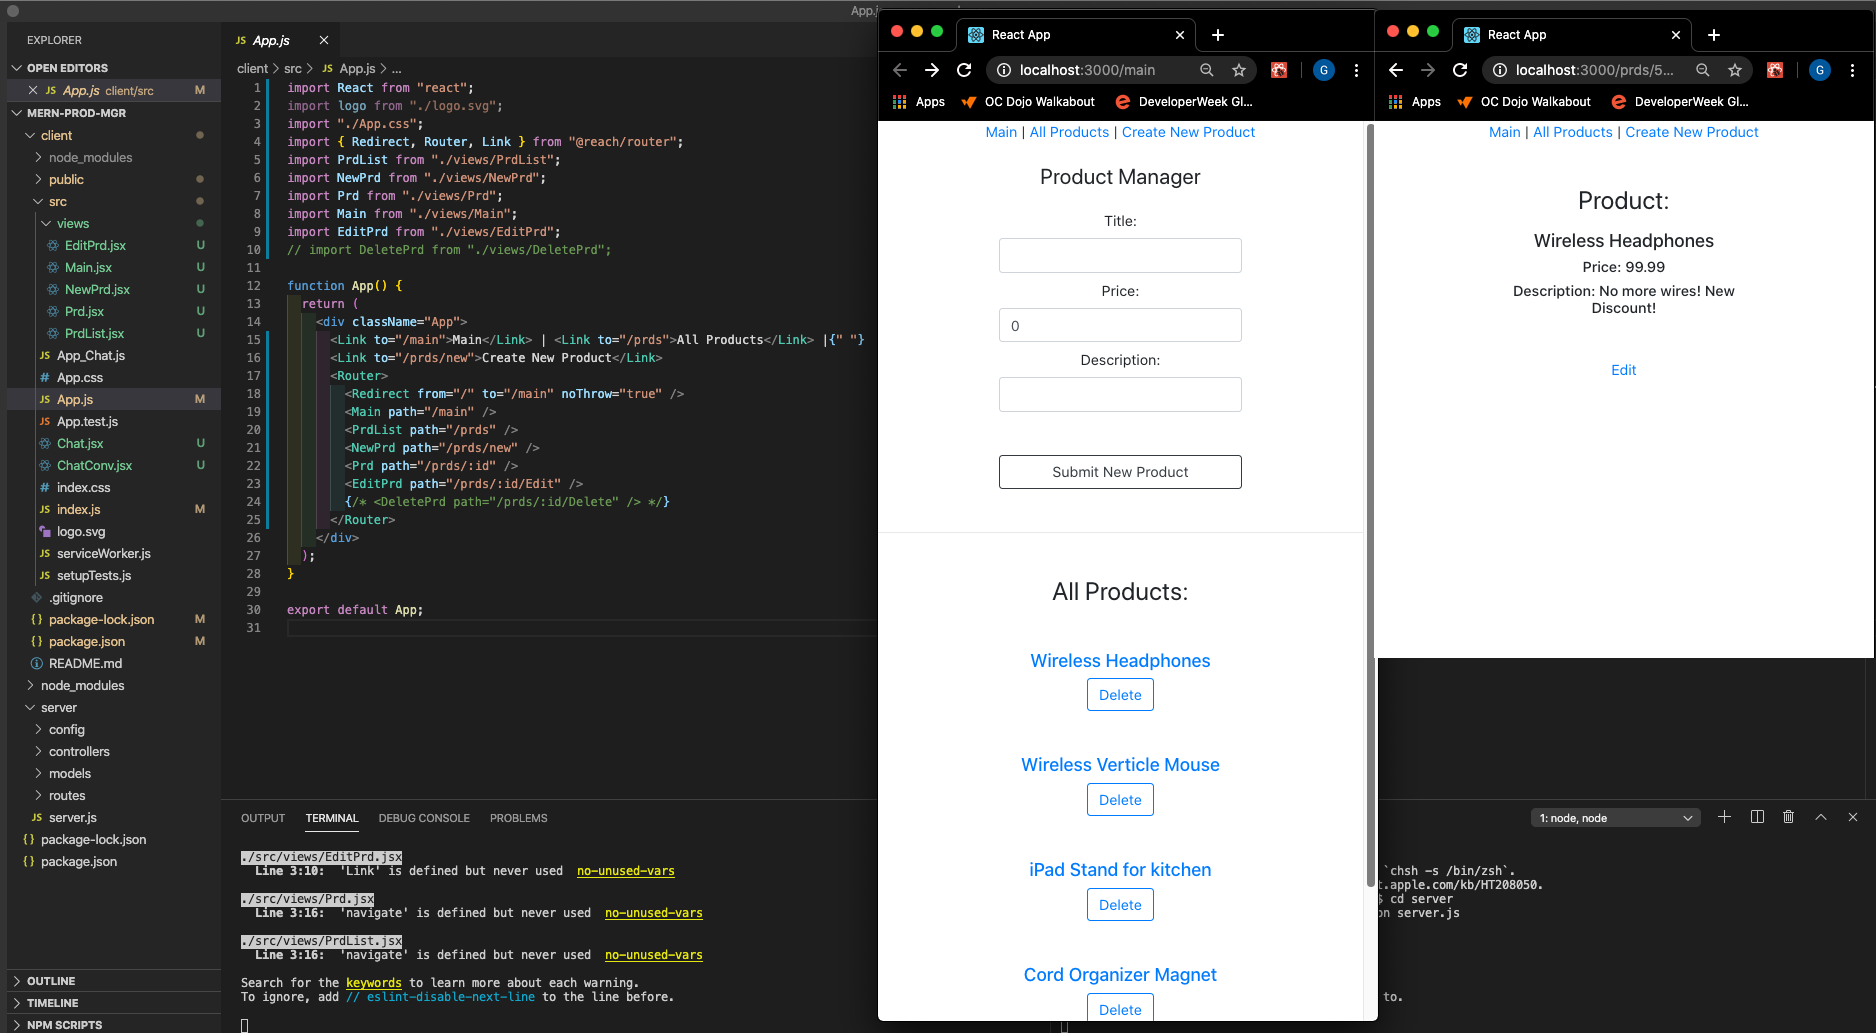 App.j
EXPLORER
OPEN EDITORS
JS App.js client/src M
MERN-PROD-MGR
client
node_modules
public
src
views
EditPrd.jsx U
Main.jsx U
NewPrd.jsx U
Prd.jsx U
PrdList.jsx U
JS App_Chat.js
# App.css
JS App.js M
JS App.test.js
Chat.jsx U
ChatConv.jsx U
# index.css
JS index.js M
logo.svg
JS serviceWorker.js
JS setupTests.js
.gitignore
{} package-lock.json M
{} package.json M
README.md
node_modules
server
config
controllers
models
routes
JS server.js
{} package-lock.json
{} package.json
OUTLINE
TIMELINE
NPM SCRIPTS
JS App.js
client > src > JS App.js > ...
1 import React from "react";
2 import logo from "./logo.svg";
3 import "./App.css";
4 import { Redirect, Router, Link } from "@reach/router";
5 import PrdList from "./views/PrdList";
6 import NewPrd from "./views/NewPrd";
7 import Prd from "./views/Prd";
8 import Main from "./views/Main";
9 import EditPrd from "./views/EditPrd";
10 // import DeletePrd from "./views/DeletePrd";
11
12 function App() {
13 return (
14 <div className="App">
15 <Link to="/main">Main</Link> | <Link to="/prds">All Products</Link> |{" "}
16 <Link to="/prds/new">Create New Product</Link>
17 <Router>
18 <Redirect from="/" to="/main" noThrow="true" />
19 <Main path="/main" />
20 <PrdList path="/prds" />
21 <NewPrd path="/prds/new" />
22 <Prd path="/prds/:id" />
23 <EditPrd path="/prds/:id/Edit" />
24 {/* <DeletePrd path="/prds/:id/Delete" /> */}
25 </Router>
26 </div>
27 );
28 }
29
30 export default App;
31
OUTPUT TERMINAL DEBUG CONSOLE PROBLEMS
1: node, node
./src/views/EditPrd.jsx
Line 3:10: 'Link' is defined but never used no-unused-vars
./src/views/Prd.jsx
Line 3:16: 'navigate' is defined but never used no-unused-vars
./src/views/PrdList.jsx
Line 3:16: 'navigate' is defined but never used no-unused-vars
Search for the keywords to learn more about each warning.
To ignore, add // eslint-disable-next-line to the line before.
`chsh -s /bin/zsh`.
t.apple.com/kb/HT208050.
$ cd server
on server.js
to.
React App
localhost:3000/main
G
Apps OC Dojo Walkabout DeveloperWeek Gl...
Main | All Products | Create New Product
Product Manager
Title:
Price:
0
Description:
Submit New Product
All Products:
Wireless Headphones
Delete
Wireless Verticle Mouse
Delete
iPad Stand for kitchen
Delete
Cord Organizer Magnet
Delete
React App
localhost:3000/prds/5...
G
Apps OC Dojo Walkabout DeveloperWeek Gl...
Main | All Products | Create New Product
Product:
Wireless Headphones
Price: 99.99
Description: No more wires! New
Discount!
Edit